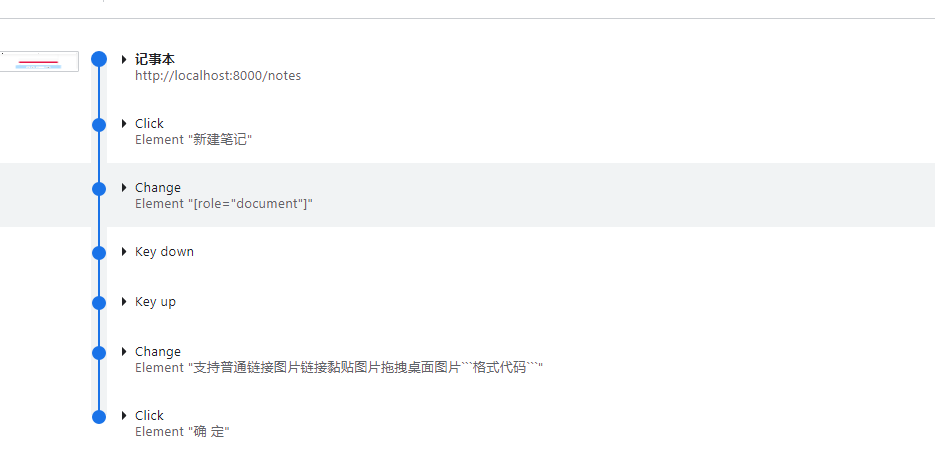 记事本
http://localhost:8000/notes
Click
Element "新建笔记"
Change
Element "[role="document"]"
Key down
Key up
Change
Element "支持普通链接图片链接黏贴图片拖拽桌面图片```格式代码```"
Click
Element "确 定"